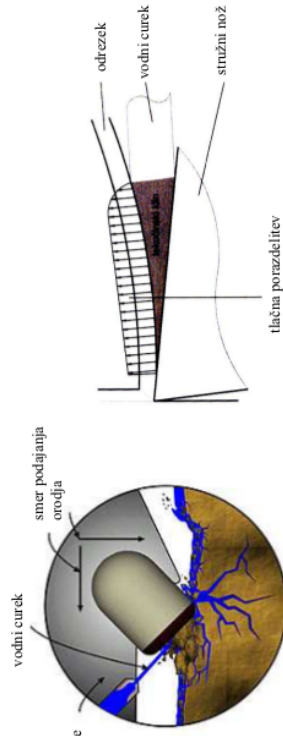 vodni curek
smer podajanja
orodja
e
odrezek
vodni curek
stružni nož
tlačna porazdelitev